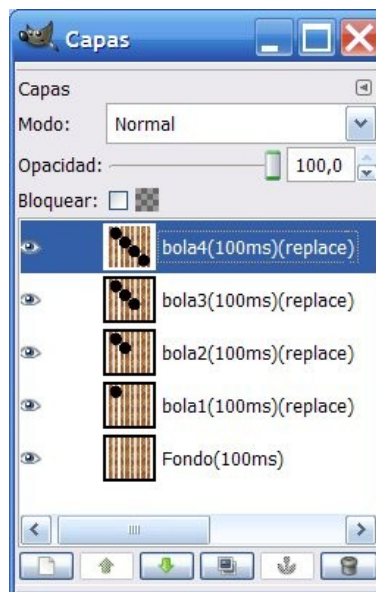 Capas
Capas
Modo: Normal
Opacidad: 100,0
Bloquear:
bola4(100ms)(replace)
bola3(100ms)(replace)
bola2(100ms)(replace)
bola1(100ms)(replace)
Fondo(100ms)